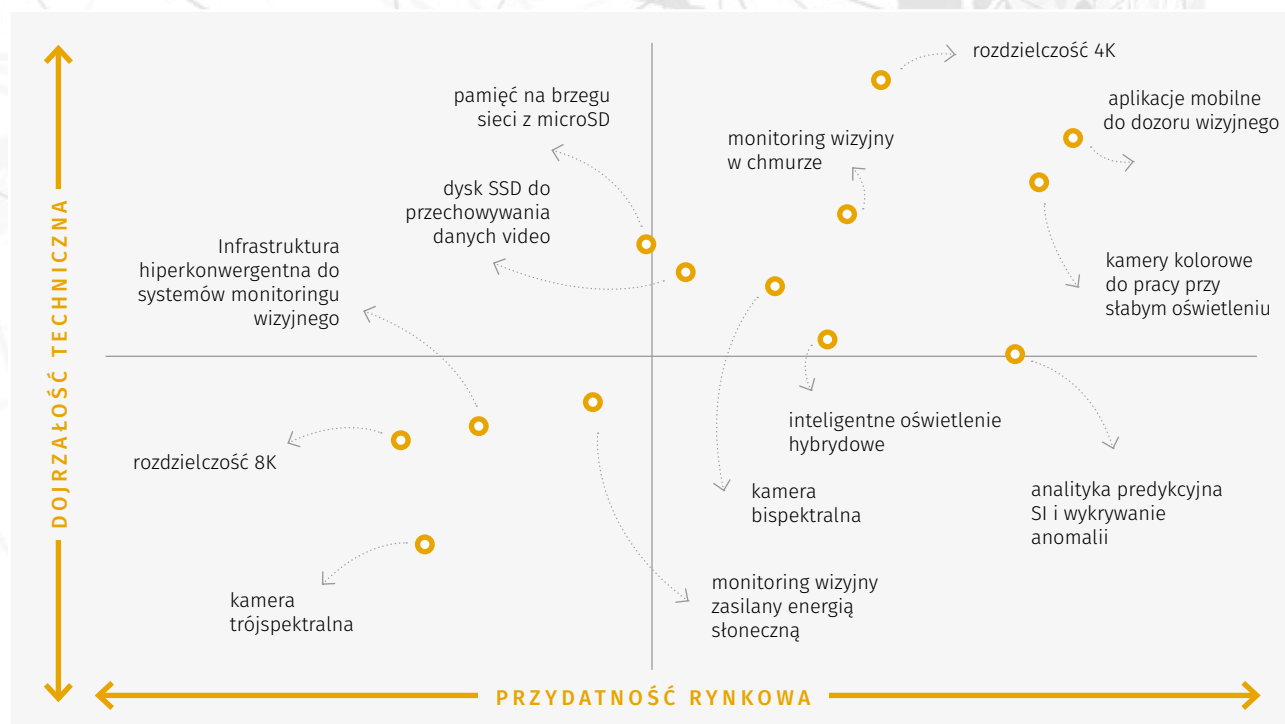 rozdzielczość 4K
pamięć na brzegu
sieci z microSD
aplikacje mobilne
do dozoru wizyjnego
monitoring wizyjny
w chmurze
dysk SSD do
przechowywania
danych video
Infrastruktura
hiperkonwergentna do
systemów monitoringu
wizyjnego
kamery kolorowe
do pracy przy
słabym oświetleniu
DOJRZAŁOŚĆ TECHNICZNA
inteligentne oświetlenie
hybrydowe
rozdzielczość 8K
kamera
bispektralna
analityka predykcyjna
SI i wykrywanie
anomalii
kamera
trójspektralna
monitoring wizyjny
zasilany energią
słoneczną
PRZYDATNOŚĆ RYNKOWA